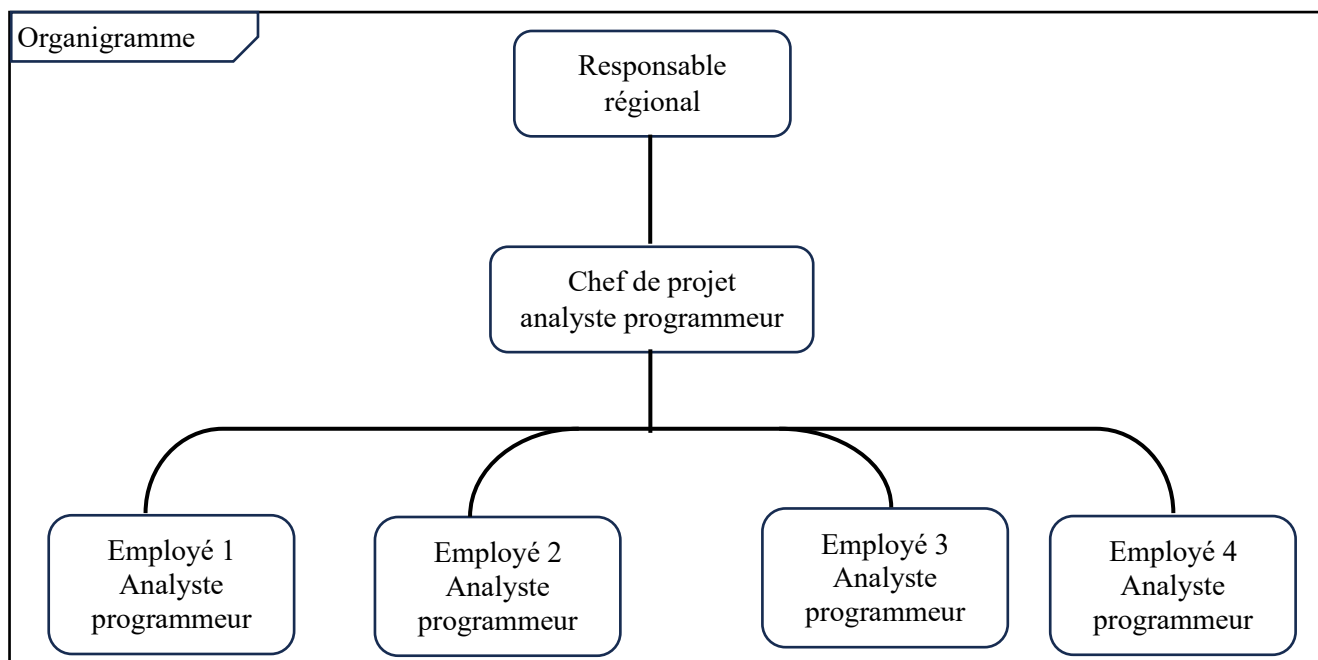 Organigramme
Responsable
régional
Chef de projet
analyste programmeur
Employé 1
Analyste
programmeur
Employé 2
Analyste
programmeur
Employé 3
Analyste
programmeur
Employé 4
Analyste
programmeur